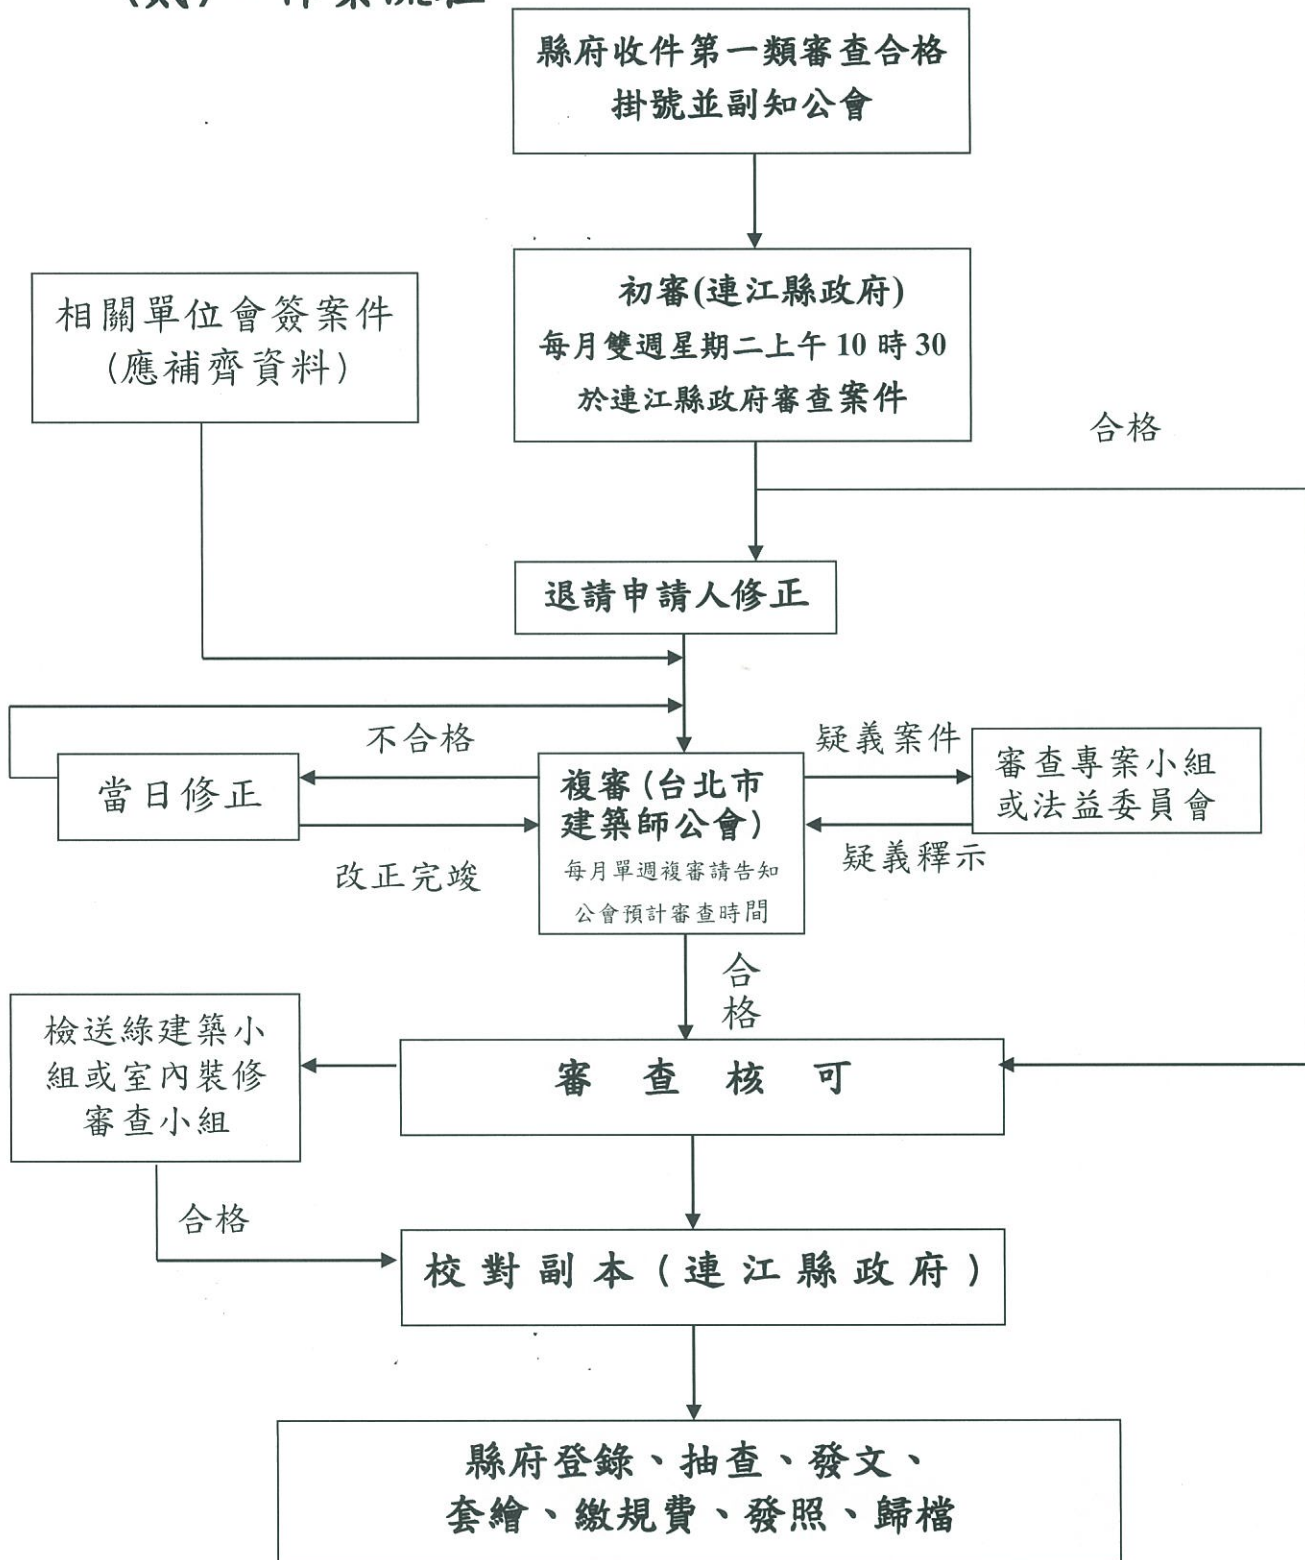 縣府收件第一類審查合格
掛號並副知公會
初審(連江縣政府)
每月雙週星期二上午 10 時 30
於連江縣政府審查案件
相關單位會簽案件
(應補齊資料)
合格
退請申請人修正
不合格
疑義案件
當日修正
複審(台北市
建築師公會)
每月單週複審請告知
公會預計審查時間
審查專案小組
或法益委員會
改正完竣
疑義釋示
合
格
檢送綠建築小
組或室內裝修
審查小組
審 查 核 可
合格
校對副本(連江縣政府)
縣府登錄、抽查、發文、
套繪、繳規費、發照、歸檔